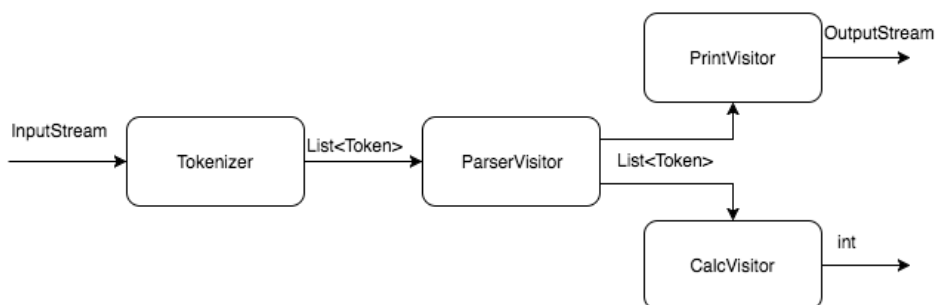 OutputStream
PrintVisitor
InputStream
List<Token>
Tokenizer
ParserVisitor
List<Token>
int
CalcVisitor